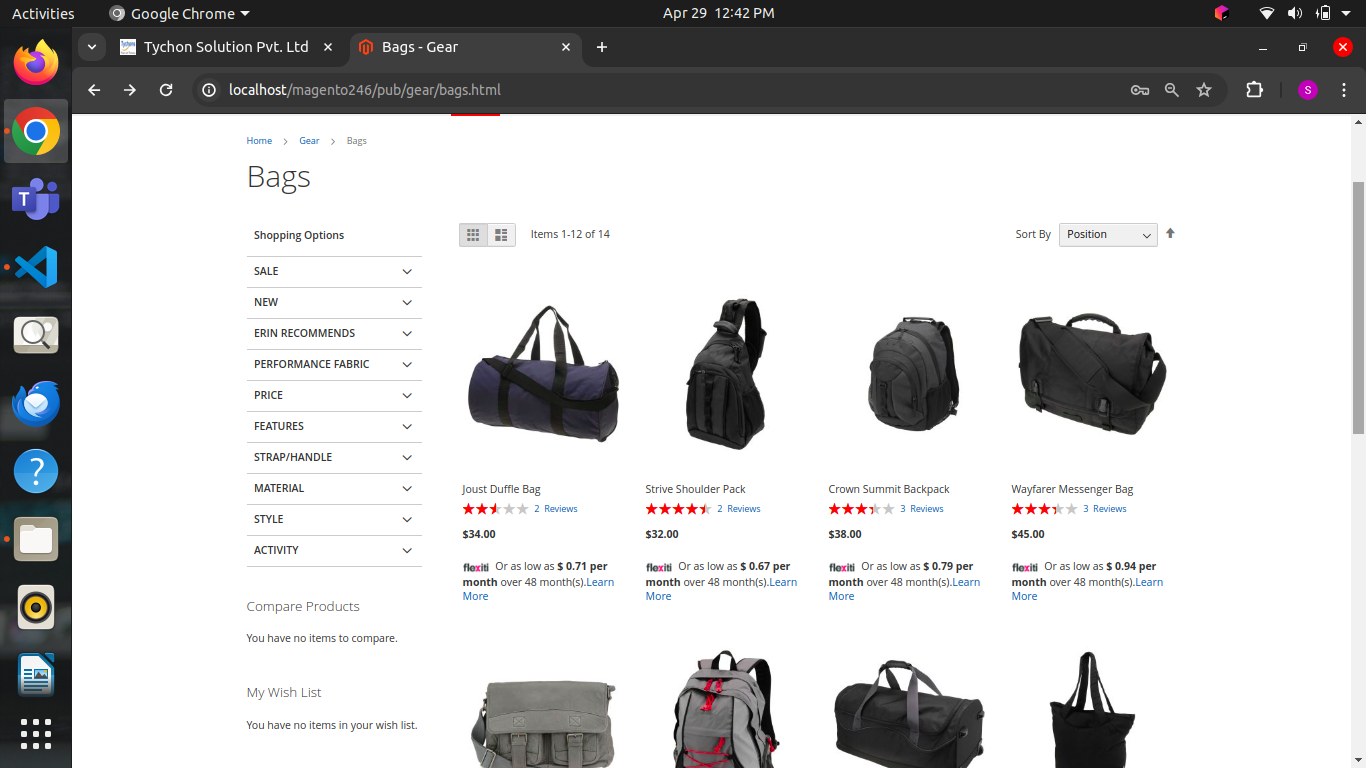 Activities
Google Chrome
Apr 29 12:42 PM
Tychon Solution Pvt. Ltd
Bags - Gear
localhost/magento246/pub/gear/bags.html
S
Home > Gear > Bags
Bags
Shopping Options
SALE
NEW
ERIN RECOMMENDS
PERFORMANCE FABRIC
PRICE
FEATURES
STRAP/HANDLE
MATERIAL
STYLE
ACTIVITY
Compare Products
You have no items to compare.
My Wish List
You have no items in your wish list.
Items 1-12 of 14
Sort By Position
Joust Duffle Bag
2 Reviews
$34.00
flexiti Or as low as $ 0.71 per
month over 48 month(s).Learn
More
Strive Shoulder Pack
2 Reviews
$32.00
flexiti Or as low as $ 0.67 per
month over 48 month(s).Learn
More
Crown Summit Backpack
3 Reviews
$38.00
flexiti Or as low as $ 0.79 per
month over 48 month(s).Learn
More
Wayfarer Messenger Bag
3 Reviews
$45.00
flexiti Or as low as $ 0.94 per
month over 48 month(s).Learn
More